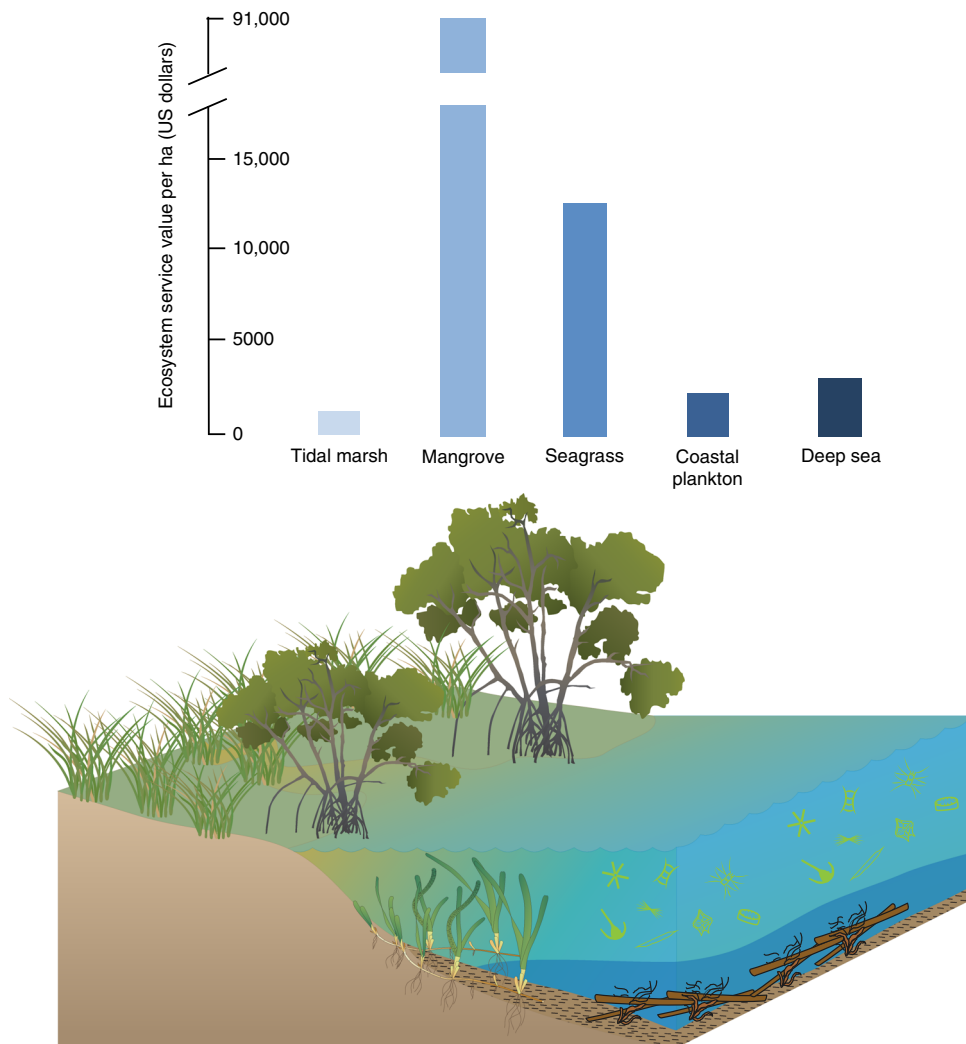 Ecosystem service value per ha (US dollars)
91,000
15,000
10,000
5000
0
Tidal marsh
Mangrove
Seagrass
Coastal
plankton
Deep sea